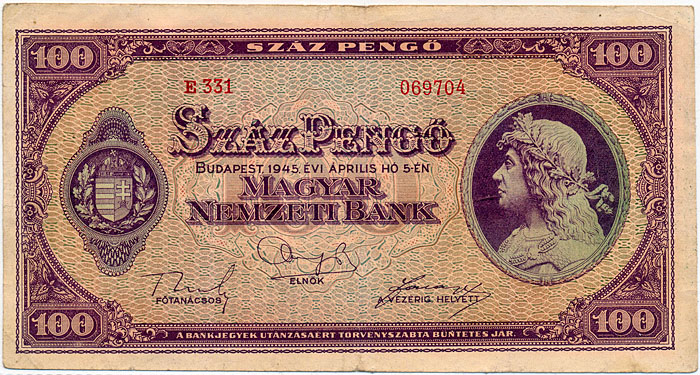 100 SZÁZ PENGŐ 100
E 331 069704
SZÁZ PENGŐ
BUDAPEST, 1945. ÉVI ÁPRILIS HÓ 5-ÉN
MAGYAR
NEMZETI BANK
ELNÖK
FŐTANÁCSOS
A VEZÉRIG. HELYETT
100 A BANKJEGYEK UTÁNZÁSÁÉRT TÖRVÉNYSZABTA BÜNTETÉS JÁR. 100